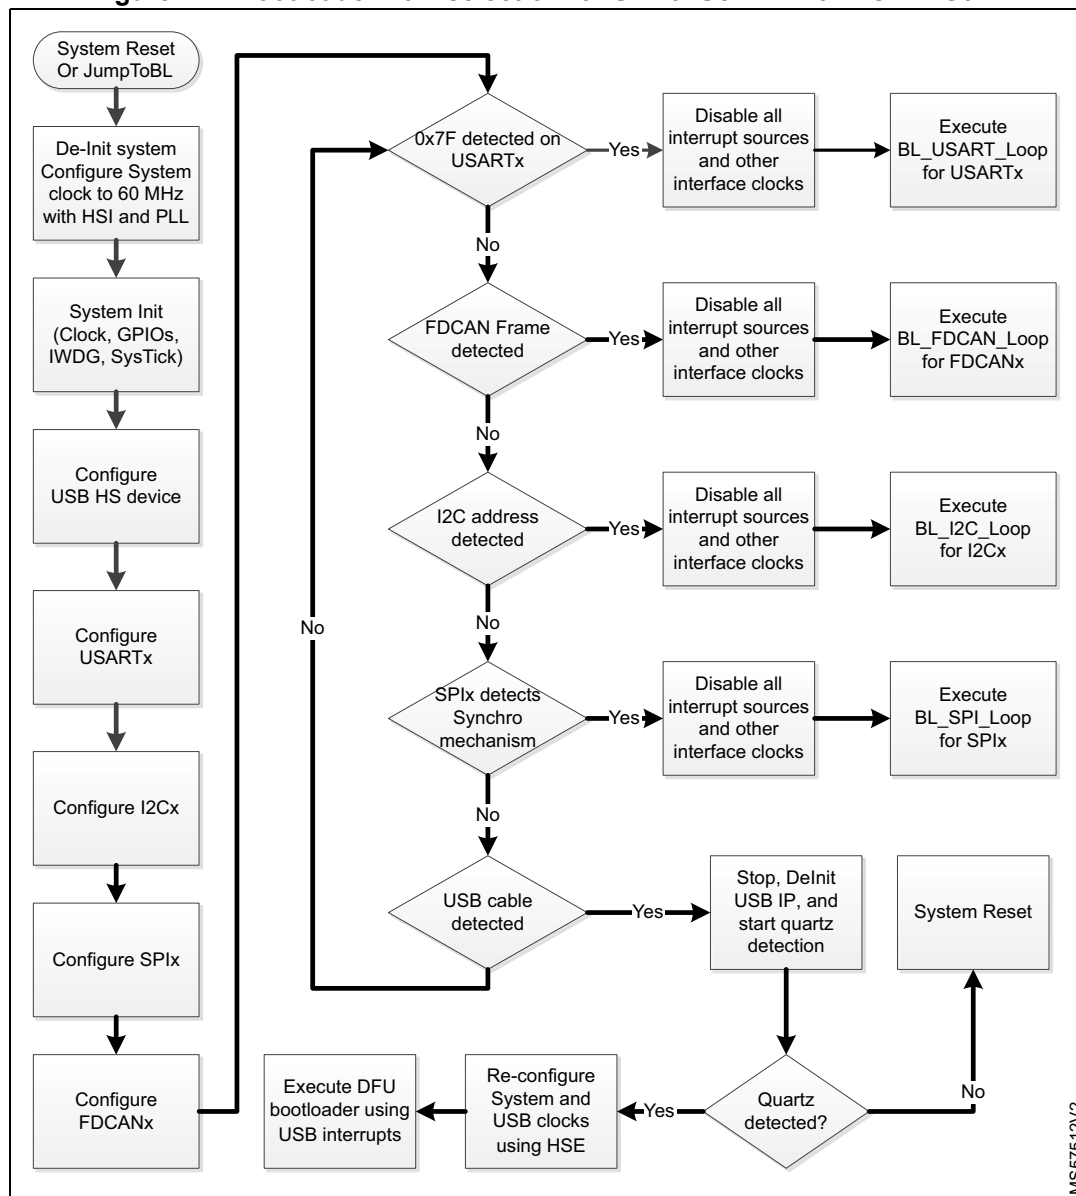 System Reset
Or JumpToBL
De-Init system
Configure System
clock to 60 MHz
with HSI and PLL
System Init
(Clock, GPIOs,
IWDG, SysTick)
Configure
USB HS device
Configure
USARTx
Configure I2Cx
Configure SPIx
Configure
FDCANx
0x7F detected on
USARTx
Yes
Disable all
interrupt sources
and other
interface clocks
Execute
BL_USART_Loop
for USARTx
No
FDCAN Frame
detected
Yes
Disable all
interrupt sources
and other
interface clocks
Execute
BL_FDCAN_Loop
for FDCANx
No
I2C address
detected
Yes
Disable all
interrupt sources
and other
interface clocks
Execute
BL_I2C_Loop
for I2Cx
No
No
SPIx detects
Synchro
mechanism
Yes
Disable all
interrupt sources
and other
interface clocks
Execute
BL_SPI_Loop
for SPIx
No
USB cable
detected
Yes
Stop, DeInit
USB IP, and
start quartz
detection
System Reset
Quartz
detected?
No
Yes
Re-configure
System and
USB clocks
using HSE
Execute DFU
bootloader using
USB interrupts